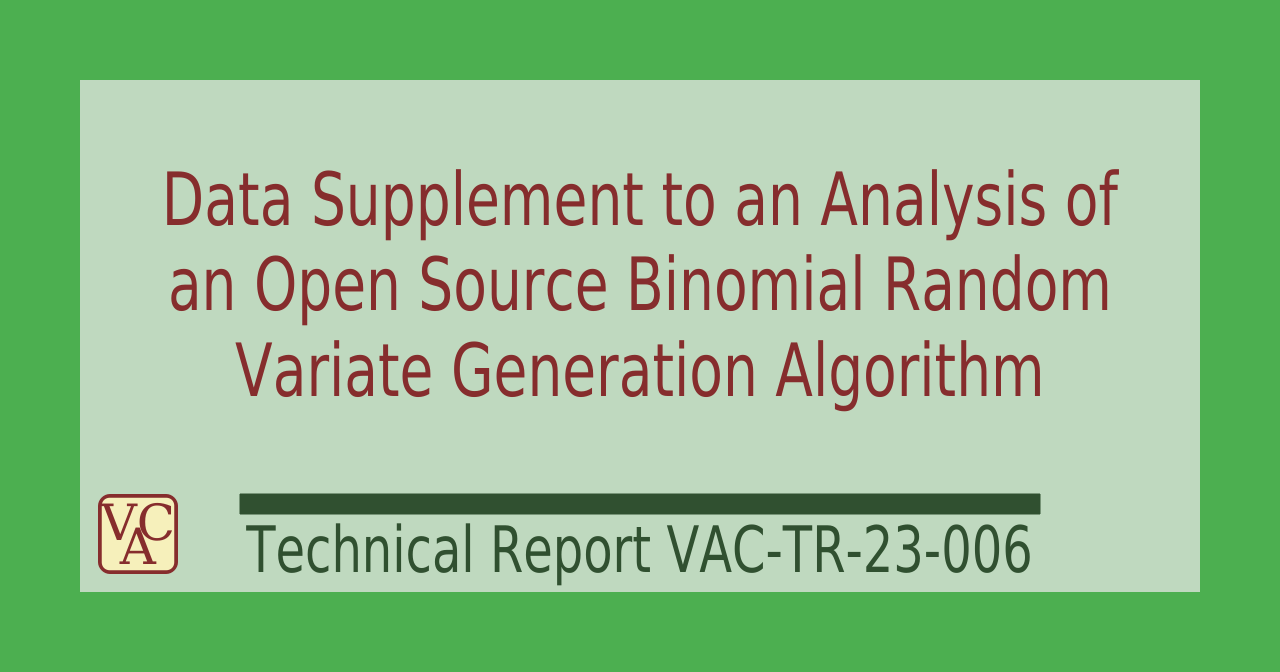 Data Supplement to an Analysis of
an Open Source Binomial Random
Variate Generation Algorithm
VAC
Technical Report VAC-TR-23-006